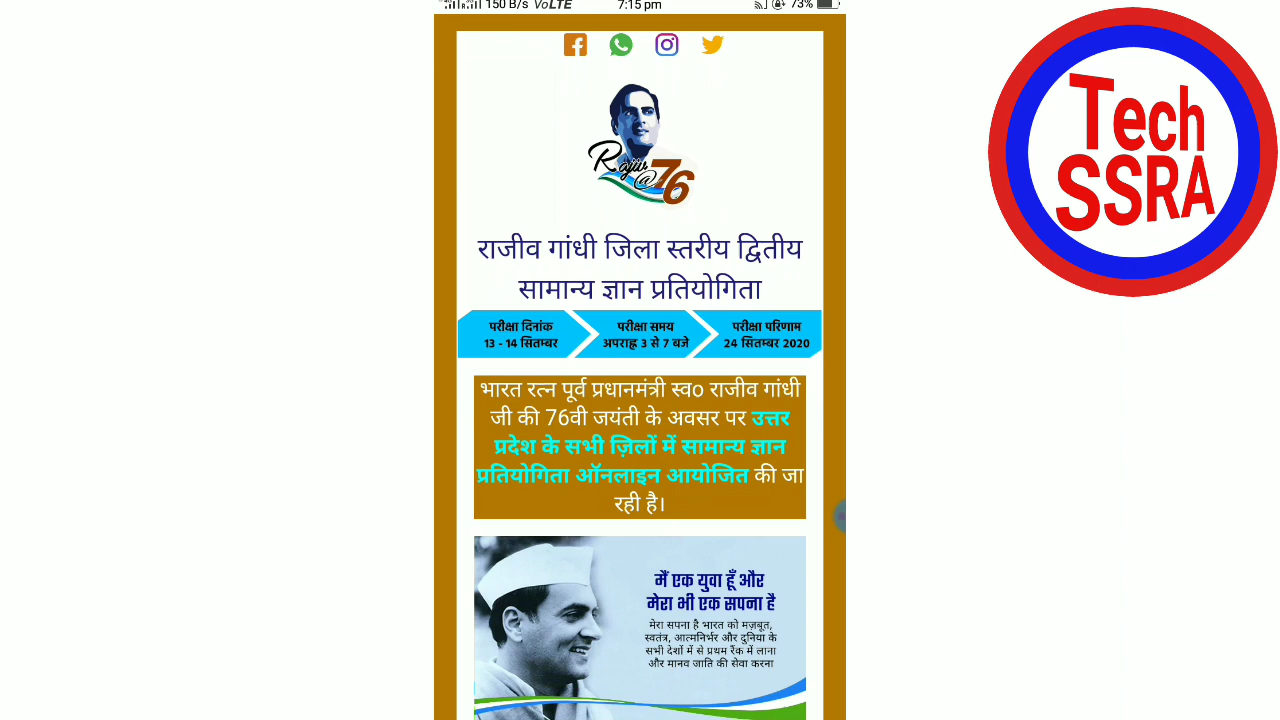 150 B/s VoLTE 7:15 pm 73%
Tech
SSRA
Rajiv
@76
राजीव गांधी जिला स्तरीय द्वितीय
सामान्य ज्ञान प्रतियोगिता
परीक्षा दिनांक
13 - 14 सितम्बर
परीक्षा समय
अपराह्न 3 से 7 बजे
परीक्षा परिणाम
24 सितम्बर 2020
भारत रत्न पूर्व प्रधानमंत्री स्व० राजीव गांधी
जी की 76वी जयंती के अवसर पर उत्तर
प्रदेश के सभी ज़िलों में सामान्य ज्ञान
प्रतियोगिता ऑनलाइन आयोजित की जा
रही है।
मैं एक युवा हूँ और
मेरा भी एक सपना है
मेरा सपना है भारत को मज़बूत,
स्वतंत्र, आत्मनिर्भर और दुनिया के
सभी देशों में से प्रथम रैंक में लाना
और मानव जाति की सेवा करना